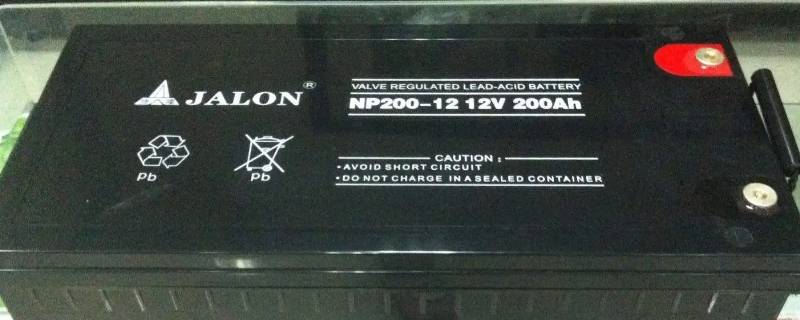 JALON®
VALVE REGULATED LEAD-ACID BATTERY
NP200-12 12V 200Ah
Pb
Pb
CAUTION :
• AVOID SHORT CIRCUIT
• DO NOT CHARGE IN A SEALED CONTAINER